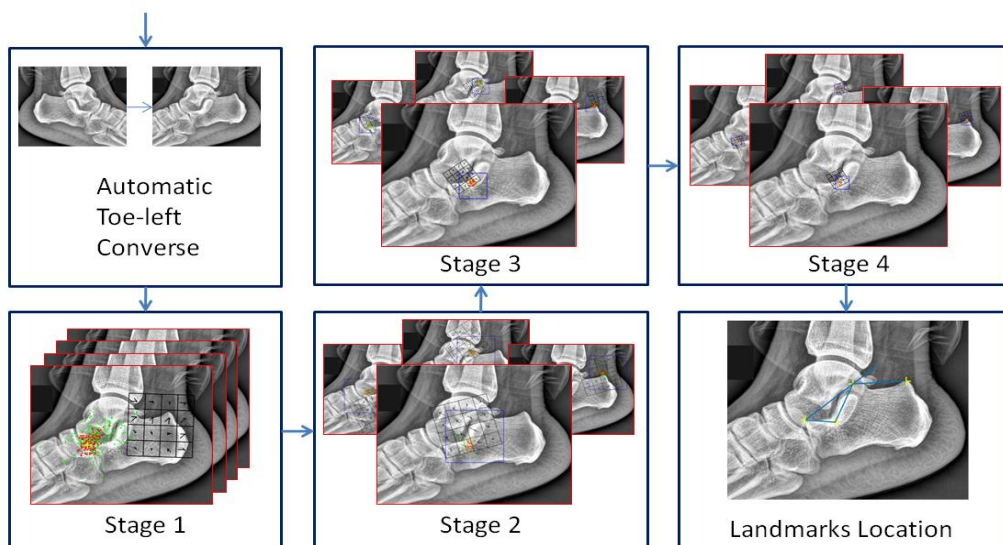 Automatic
Toe-left
Converse
Stage 1
Stage 2
Stage 3
Stage 4
Landmarks Location